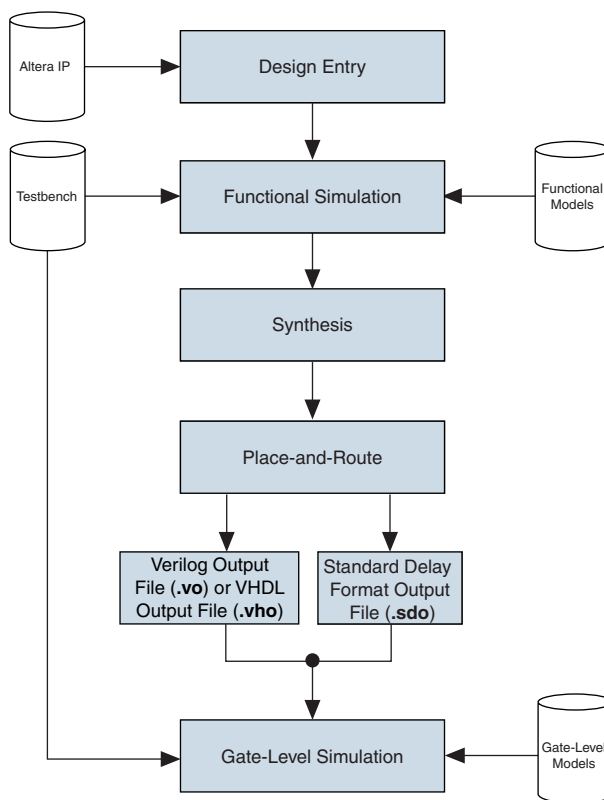 Altera IP
Design Entry
Testbench
Functional Simulation
Functional
Models
Synthesis
Place-and-Route
Verilog Output
File (.vo) or VHDL
Output File (.vho)
Standard Delay
Format Output
File (.sdo)
Gate-Level Simulation
Gate-Level
Models